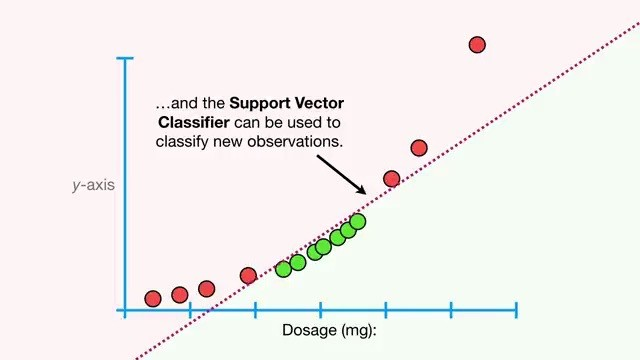 …and the Support Vector
Classifier can be used to
classify new observations.
y-axis
Dosage (mg):